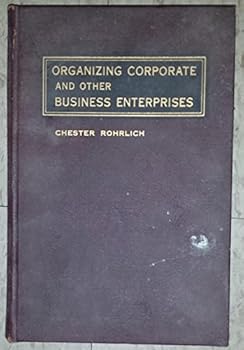 ORGANIZING CORPORATE
AND OTHER
BUSINESS ENTERPRISES
CHESTER ROHRLICH